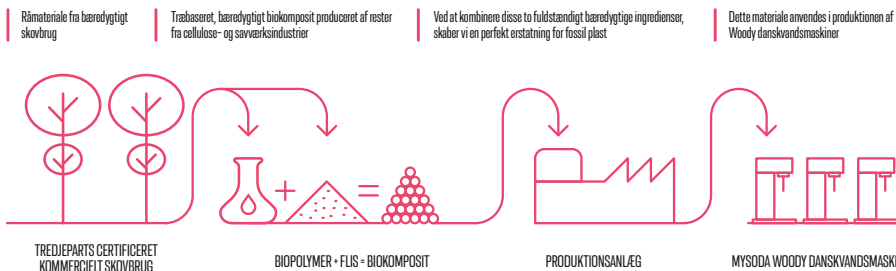 Råmateriale fra bæredygtigt
skovbrug
Træbaseret, bæredygtigt biokomposit produceret af rester
fra cellulose- og savværksindustrier
Ved at kombinere disse to fuldstændigt bæredygtige ingredienser,
skaber vi en perfekt erstatning for fossil plast
Dette materiale anvendes i produktionen af
Woody danskvandsmaskiner
TREDJEPARTS CERTIFICERET
KOMMERCIELT SKOVBRUG
BIOPOLYMER + FLIS = BIOKOMPOSIT
PRODUKTIONSANLÆG
MYSODA WOODY